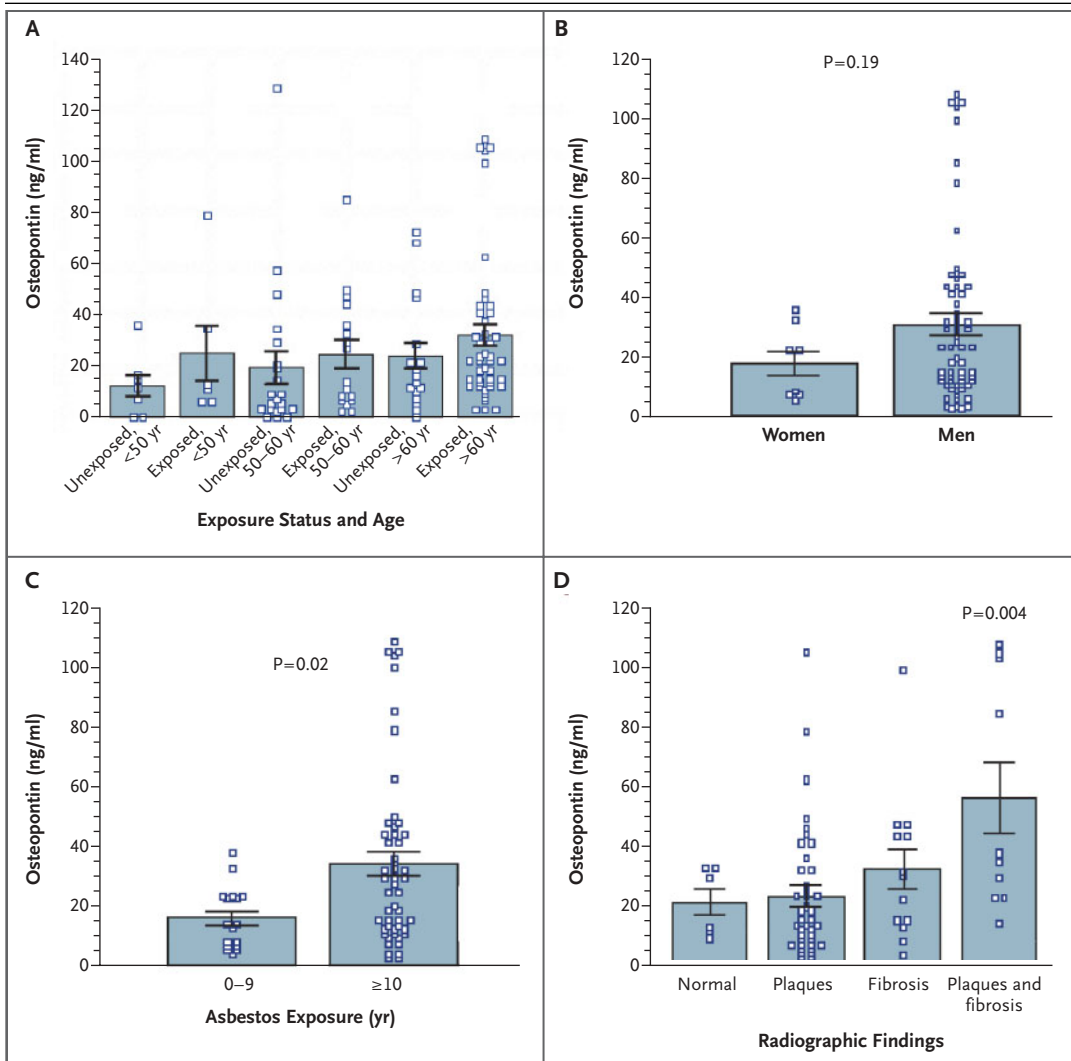 A
Osteopontin (ng/ml)
140
120
100
80
60
40
20
0
Unexposed,
<50 yr
Exposed,
<50 yr
Unexposed,
50–60 yr
Exposed,
50–60 yr
Unexposed,
>60 yr
Exposed,
>60 yr
Exposure Status and Age
B
P=0.19
Osteopontin (ng/ml)
120
100
80
60
40
20
0
Women Men
C
P=0.02
Osteopontin (ng/ml)
120
100
80
60
40
20
0
0–9 ≥10
Asbestos Exposure (yr)
D
P=0.004
Osteopontin (ng/ml)
120
100
80
60
40
20
0
Normal Plaques Fibrosis Plaques and
fibrosis
Radiographic Findings